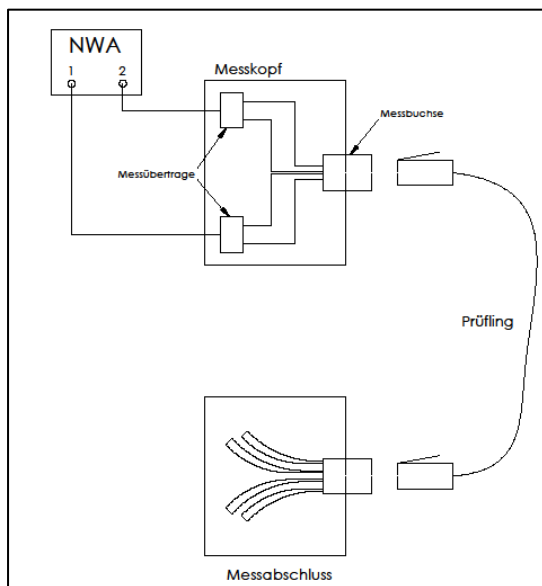 NWA
1 2
Messkopf
Messbuchse
Messübertrage
Prüfling
Messabschluss